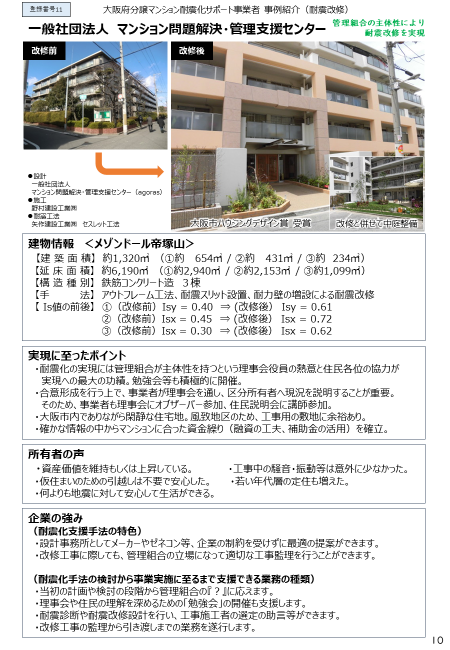 登録番号11
大阪府分譲マンション耐震化サポート事業者 事例紹介(耐震改修)
一般社団法人 マンション問題解決・管理支援センター
管理組合の主体性により
耐震改修を実現
改修前
改修後
●設計
一般社団法人
マンション問題解決・管理支援センター(agoras)
●施工
野村建設工業㈱
●耐震工法
矢作建設工業㈱ セスレット工法
大阪市ハウジングデザイン賞 受賞
改修と併せて中庭整備
建物情報 <メゾンドール帝塚山>
【建 築 面 積】約1,320㎡ (①約 654㎡ / ②約 431㎡ / ③約 234㎡)
【延 床 面 積】約6,190㎡ (①約2,940㎡ / ②約2,153㎡ / ③約1,099㎡)
【構 造 種 別】鉄筋コンクリート造 3棟
【手 法】アウトフレーム工法、耐震スリット設置、耐力壁の増設による耐震改修
【 Is値の前後】①(改修前) Isy = 0.40 ⇒ (改修後) Isy = 0.61
②(改修前) Isx = 0.45 ⇒ (改修後) Isx = 0.72
③(改修前) Isx = 0.30 ⇒ (改修後) Isx = 0.62
実現に至ったポイント
・耐震化の実現には管理組合が主体性を持つという理事会役員の熱意と住民各位の協力が
実現への最大の功績。勉強会等も積極的に開催。
・合意形成を行う上で、事業者が理事会を通し、区分所有者へ現況を説明することが重要。
そのため、事業者も理事会にオブザーバー参加、住民説明会に講師参加。
・大阪市内でありながら閑静な住宅地。風致地区のため、工事用の敷地に余裕あり。
・確かな情報の中からマンションに合った資金繰り(融資の工夫、補助金の活用)を確立。
所有者の声
・資産価値を維持もしくは上昇している。 ・工事中の騒音・振動等は意外に少なかった。
・仮住まいのための引越しは不要で安心した。 ・若い年代層の定住も増えた。
・何よりも地震に対して安心して生活ができる。
企業の強み
(耐震化支援手法の特色)
・設計事務所としてメーカーやゼネコン等、企業の制約を受けずに最適の提案ができます。
・改修工事に際しても、管理組合の立場になって適切な工事監理を行うことができます。
(耐震化手法の検討から事業実施に至るまで支援できる業務の種類)
・当初の計画や検討の段階から管理組合の『?』に応えます。
・理事会や住民の理解を深めるための「勉強会」の開催も支援します。
・耐震診断や耐震改修設計を行い、工事施工者の選定の助言等ができます。
・改修工事の監理から引き渡しまでの業務を遂行します。
10